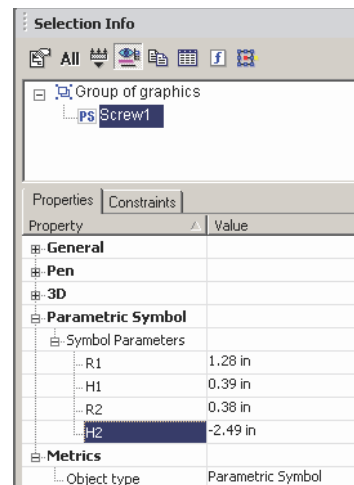 Selection Info
All
Group of graphics
PS Screw1
Properties Constraints
Property Value
General
Pen
3D
Parametric Symbol
Symbol Parameters
R1 1.28 in
H1 0.39 in
R2 0.38 in
H2 -2.49 in
Metrics
Object type Parametric Symbol